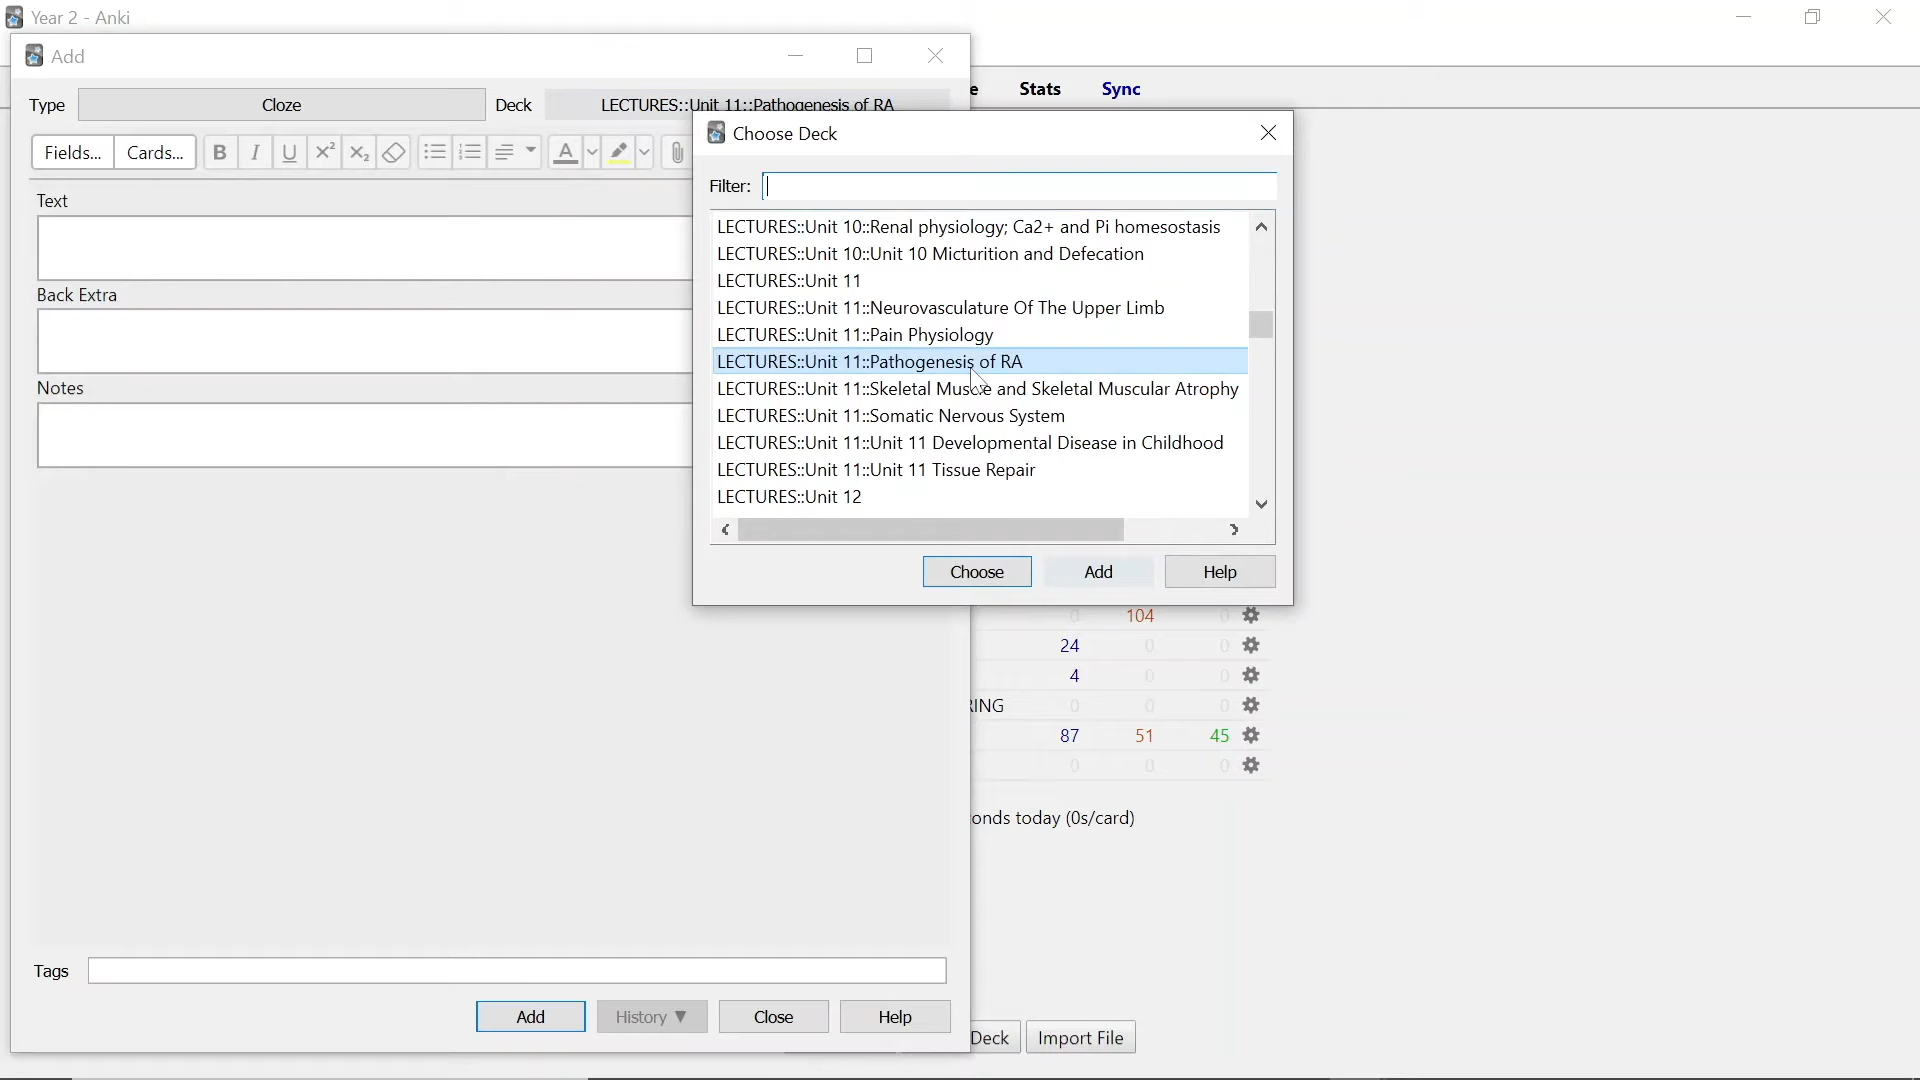 Year 2 - Anki
Add
Type Cloze Deck LECTURES::Unit 11::Pathogenesis of RA
e Stats Sync
Choose Deck
Fields... Cards... B I U x² x₂ A
Filter:
Text
LECTURES::Unit 10::Renal physiology; Ca2+ and Pi homesostasis
LECTURES::Unit 10::Unit 10 Micturition and Defecation
LECTURES::Unit 11
Back Extra
LECTURES::Unit 11::Neurovasculature Of The Upper Limb
LECTURES::Unit 11::Pain Physiology
LECTURES::Unit 11::Pathogenesis of RA
Notes
LECTURES::Unit 11::Skeletal Muscle and Skeletal Muscular Atrophy
LECTURES::Unit 11::Somatic Nervous System
LECTURES::Unit 11::Unit 11 Developmental Disease in Childhood
LECTURES::Unit 11::Unit 11 Tissue Repair
LECTURES::Unit 12
Choose Add Help
0 104 0
24 0 0
4 0 0
RING 0 0 0
87 51 45
0 0 0
onds today (0s/card)
Tags
Add History ▼ Close Help
Deck Import File